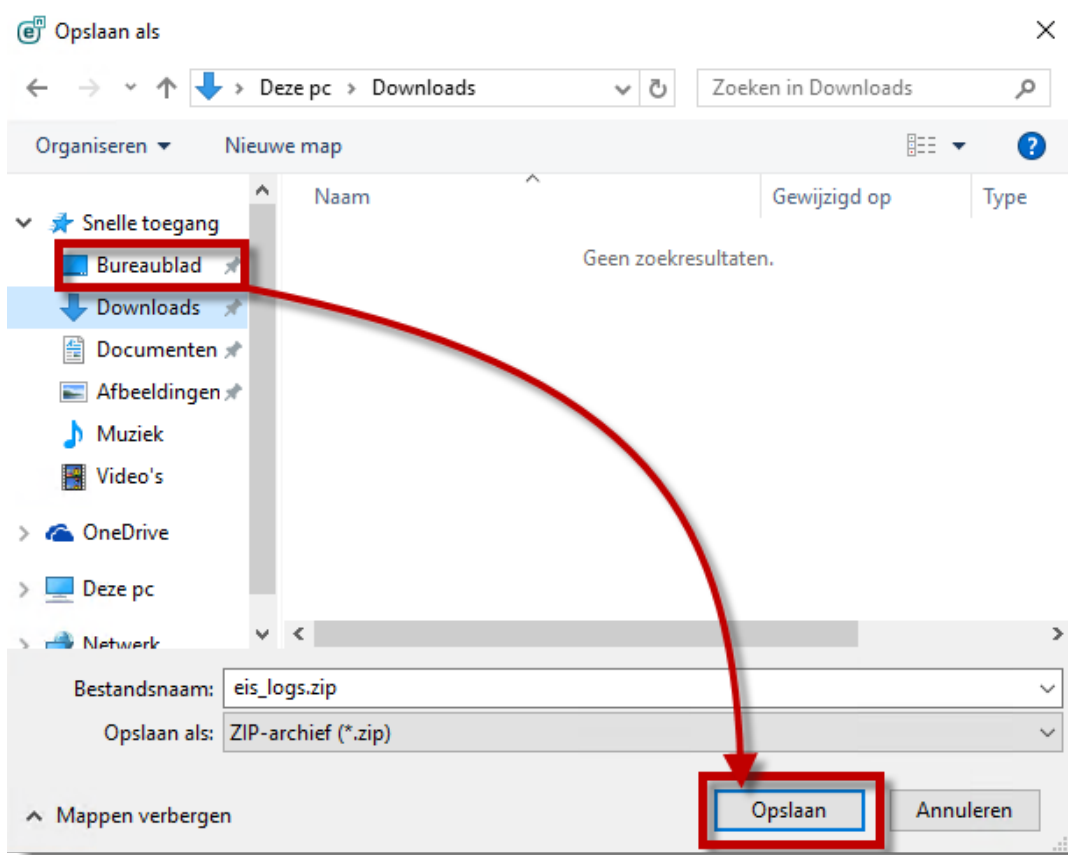 en Opslaan als
Deze pc > Downloads
Zoeken in Downloads
Organiseren
Nieuwe map
?
Naam
Gewijzigd op
Type
Snelle toegang
Bureaublad
Downloads
Documenten
Afbeeldingen
Muziek
Video's
OneDrive
Deze pc
Netwerk
Geen zoekresultaten.
Bestandsnaam: eis_logs.zip
Opslaan als: ZIP-archief (*.zip)
Mappen verbergen
Opslaan
Annuleren